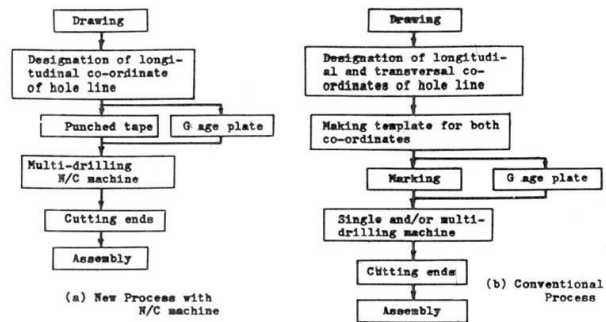 Drawing
Designation of longi-
tudinal co-ordinate
of hole line
Punched tape
G age plate
Multi-drilling
N/C machine
Cutting ends
Assembly
(a) New Process with
N/C machine
Drawing
Designation of longitudi-
al and transversal co-
ordinates of hole line
Making template for both
co-ordinates
Marking
G age plate
Single and/or multi-
drilling machine
Cutting ends
Assembly
(b) Conventional
Process